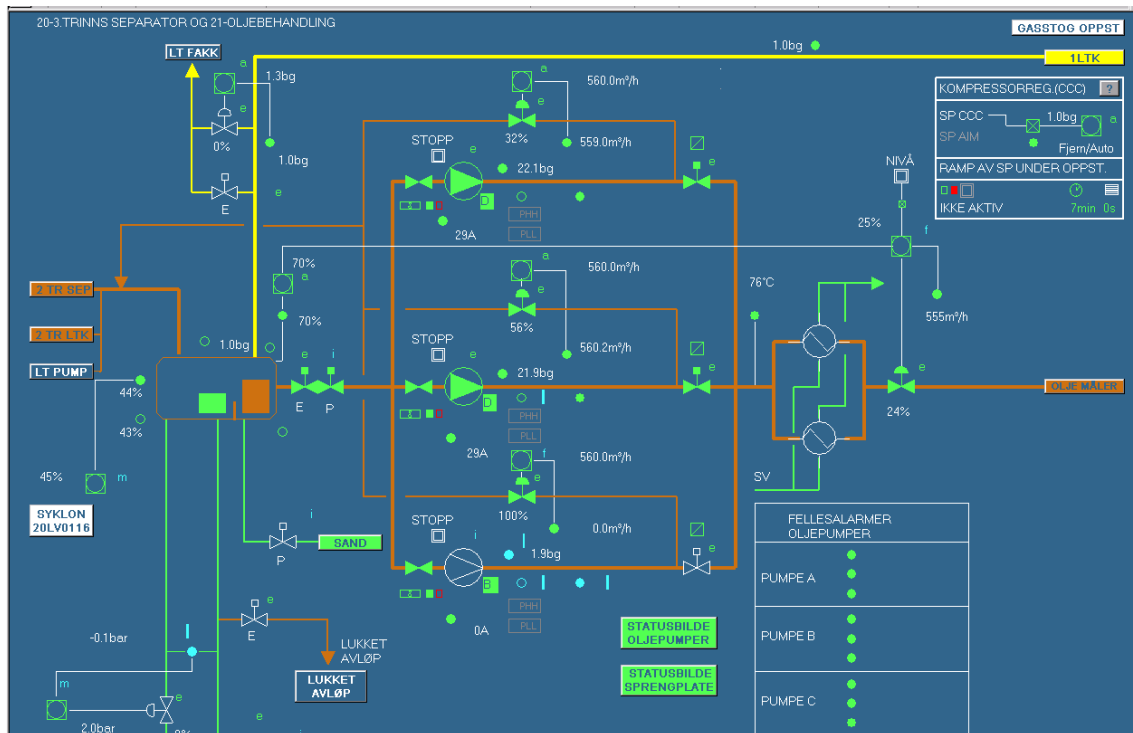 20-3.TRINNS SEPARATOR OG 21-OLJEBEHANDLING
GASSTOG OPPST
LT FAKK
1.0bg
1LTK
a
1.3bg
e
0%
1.0bg
e
E
a
560.0m³/h
e
32%
559.0m³/h
STOPP
e
22.1bg
e
D
PHH
PLL
29A
KOMPRESSORREG.(CCC) ?
SP CCC
1.0bg
a
SP AIM
Fjern/Auto
RAMP AV SP UNDER OPPST.
IKKE AKTIV
7min 0s
NIVÅ
25%
f
555m³/h
70%
a
70%
2 TR SEP
2 TR LTK
LT PUMP
1.0bg
44%
43%
45%
m
SYKLON
20LV0116
e
i
E
P
a
560.0m³/h
e
56%
560.2m³/h
STOPP
e
21.9bg
e
D
PHH
PLL
29A
76°C
SV
e
24%
OLJE MÅLER
f
560.0m³/h
e
100%
0.0m³/h
STOPP
i
1.9bg
e
B
PHH
PLL
0A
i
P
SAND
e
E
LUKKET
AVLØP
LUKKET
AVLØP
-0.1bar
m
e
2.0bar
0%
e
STATUSBILDE
OLJEPUMPER
STATUSBILDE
SPRENGPLATE
FELLESALARMER
OLJEPUMPER
PUMPE A
PUMPE B
PUMPE C